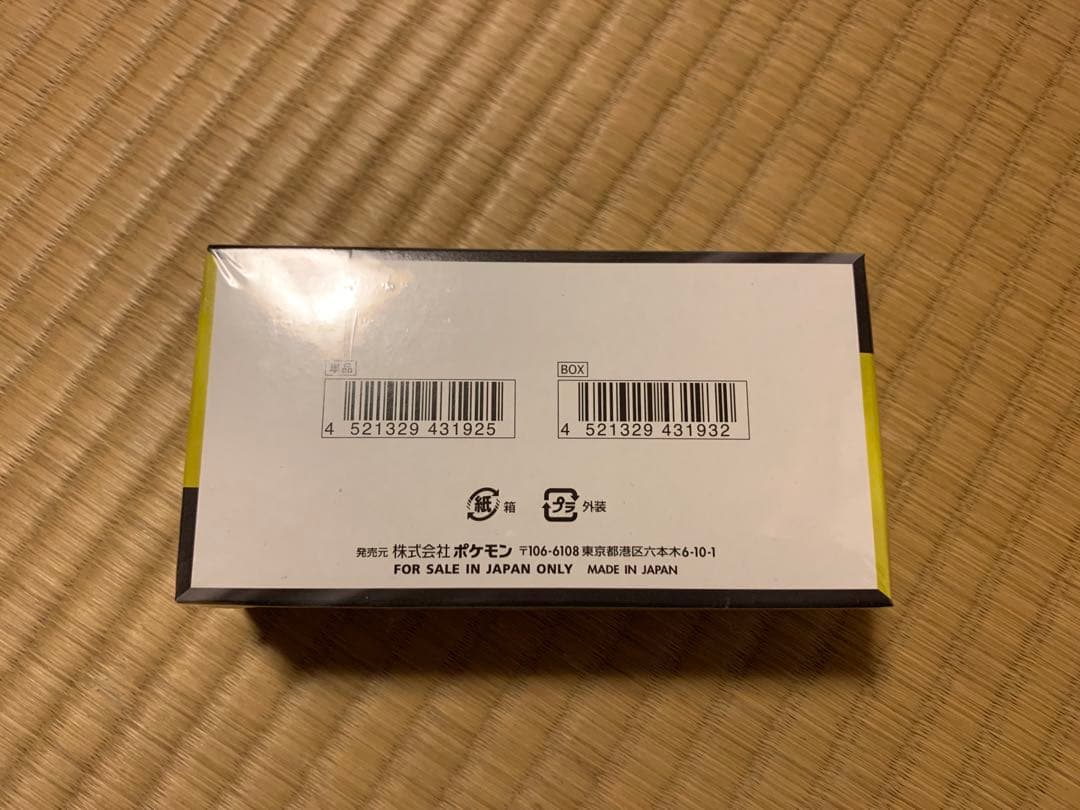 単品
BOX
4 521329 431925
4 521329 431932
紙 箱
プラ 外装
発売元 株式会社ポケモン 〒106-6108 東京都港区六本木6-10-1
FOR SALE IN JAPAN ONLY MADE IN JAPAN